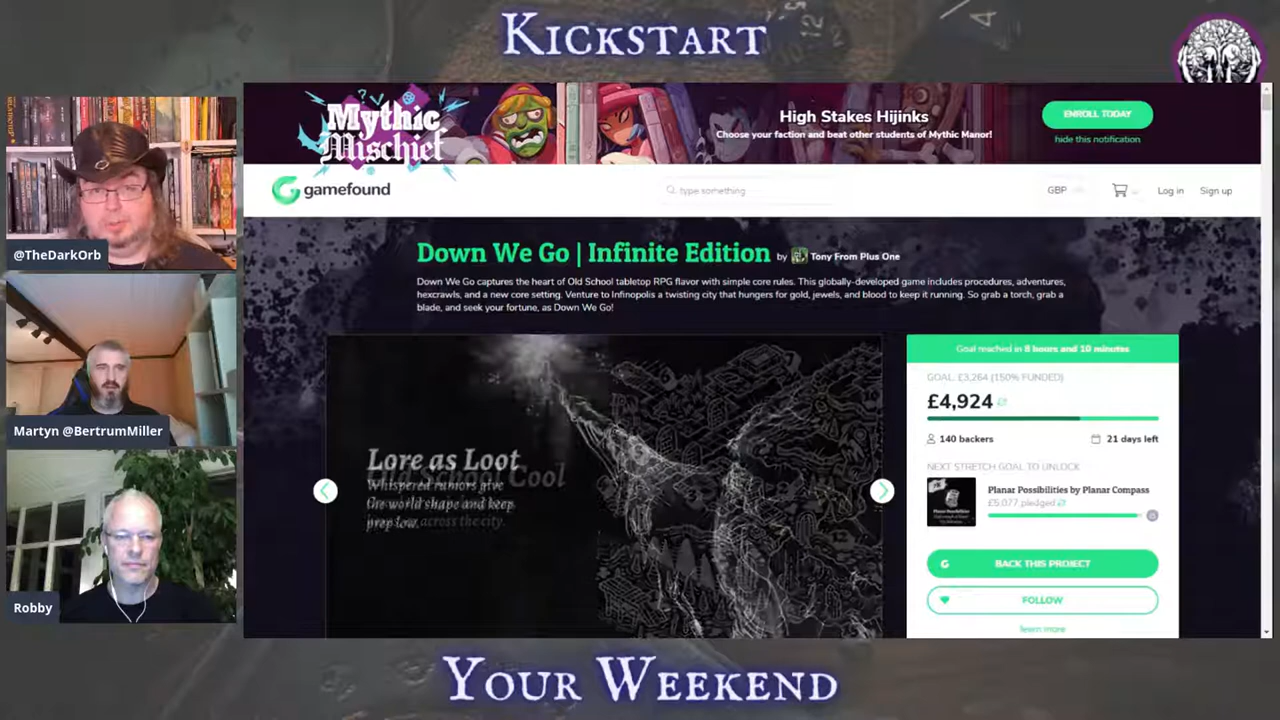 KICKSTART
@TheDarkOrb
Martyn @BertrumMiller
Robby
Mythic
Mischief
High Stakes Hijinks
Choose your faction and beat other students of Mythic Manor!
ENROLL TODAY
hide this notification
gamefound
type something
GBP
Log in
Sign up
Down We Go | Infinite Edition by Tony From Plus One
Down We Go captures the heart of Old School tabletop RPG flavor with simple core rules. This globally-developed game includes procedures, adventures,
hexcrawls, and a new core setting. Venture to Infinopolis a twisting city that hungers for gold, jewels, and blood to keep it running. So grab a torch, grab a
blade, and seek your fortune, as Down We Go!
Lore as Loot
Old School Cool
Whispered rumors give
the world shape and keep
prep low.
across the city.
Goal reached in 8 hours and 10 minutes
GOAL: £3,264 (150% FUNDED)
£4,924
140 backers
21 days left
NEXT STRETCH GOAL TO UNLOCK
Planar Possibilities by Planar Compass
£5,077 pledged
BACK THIS PROJECT
FOLLOW
learn more
YOUR WEEKEND